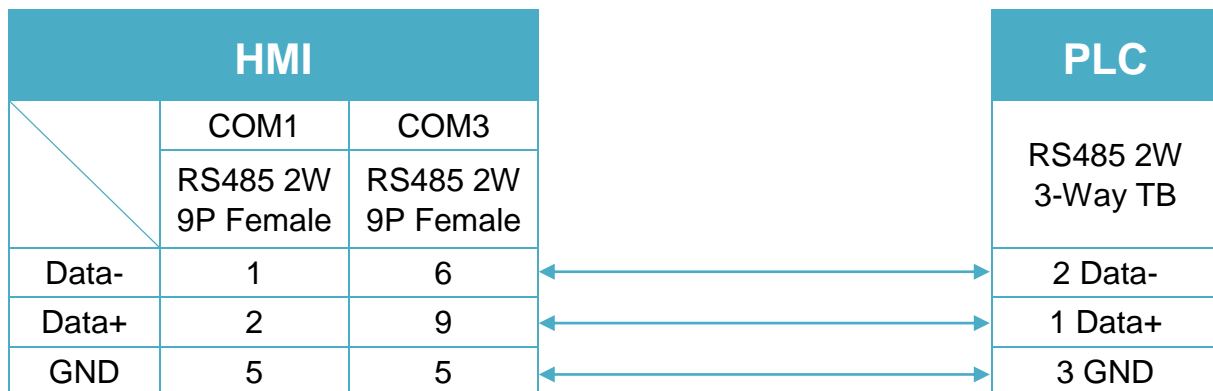 HMI
PLC
COM1 COM3
RS485 2W RS485 2W
9P Female 9P Female
RS485 2W
3-Way TB
Data- 1 6 2 Data-
Data+ 2 9 1 Data+
GND 5 5 3 GND